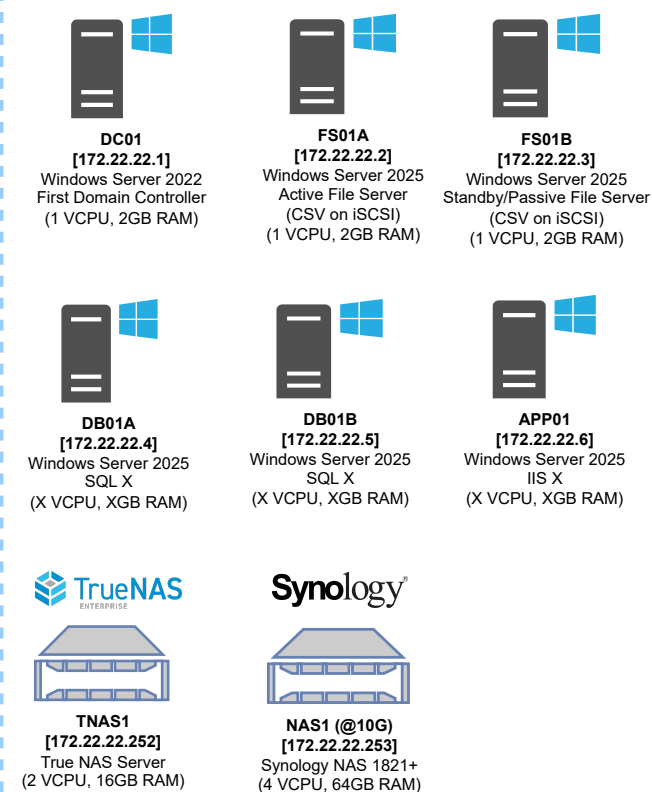 DC01
[172.22.22.1]
Windows Server 2022
First Domain Controller
(1 VCPU, 2GB RAM)
FS01A
[172.22.22.2]
Windows Server 2025
Active File Server
(CSV on iSCSI)
(1 VCPU, 2GB RAM)
FS01B
[172.22.22.3]
Windows Server 2025
Standby/Passive File Server
(CSV on iSCSI)
(1 VCPU, 2GB RAM)
DB01A
[172.22.22.4]
Windows Server 2025
SQL X
(X VCPU, XGB RAM)
DB01B
[172.22.22.5]
Windows Server 2025
SQL X
(X VCPU, XGB RAM)
APP01
[172.22.22.6]
Windows Server 2025
IIS X
(X VCPU, XGB RAM)
TrueNAS
ENTERPRISE
TNAS1
[172.22.22.252]
True NAS Server
(2 VCPU, 16GB RAM)
Synology®
NAS1 (@10G)
[172.22.22.253]
Synology NAS 1821+
(4 VCPU, 64GB RAM)